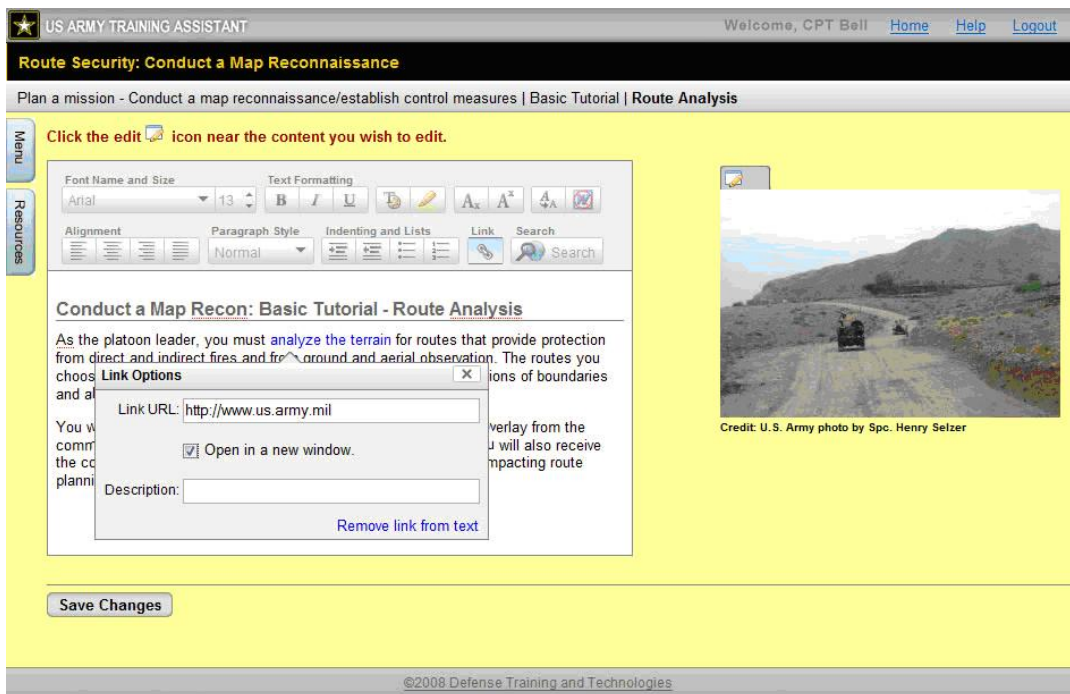 US ARMY TRAINING ASSISTANT Welcome, CPT Bell Home Help Logout
Route Security: Conduct a Map Reconnaissance
Plan a mission - Conduct a map reconnaissance/establish control measures | Basic Tutorial | Route Analysis
Menu
Resources
Click the edit icon near the content you wish to edit.
Font Name and Size Text Formatting
Arial 13 B I U
Alignment Paragraph Style Indenting and Lists Link Search
Normal Search
Conduct a Map Recon: Basic Tutorial - Route Analysis
As the platoon leader, you must analyze the terrain for routes that provide protection
from direct and indirect fires and ground and aerial observation. The routes you
choos ions of boundaries
and al
Link Options
Link URL: http://www.us.army.mil
You w verlay from the
comm u will also receive
the co mpacting route
planni
Open in a new window.
Description:
Remove link from text
Credit: U.S. Army photo by Spc. Henry Selzer
Save Changes
©2008 Defense Training and Technologies